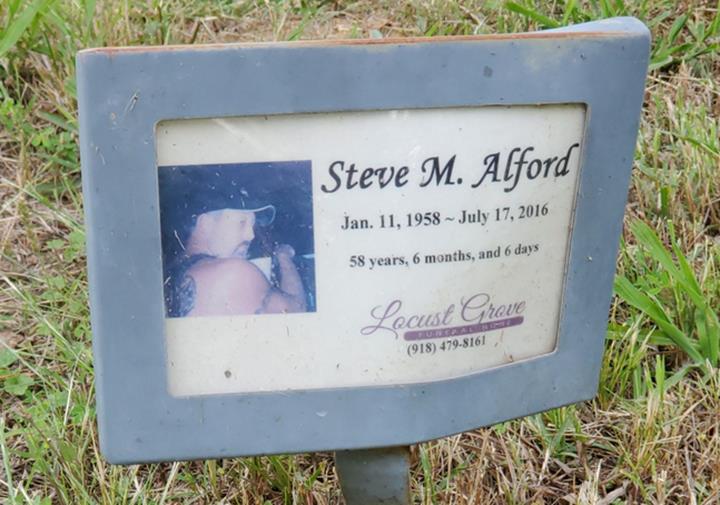 Steve M. Alford
Jan. 11, 1958 ~ July 17, 2016
58 years, 6 months, and 6 days
Locust Grove
FUNERAL HOME
(918) 479-8161